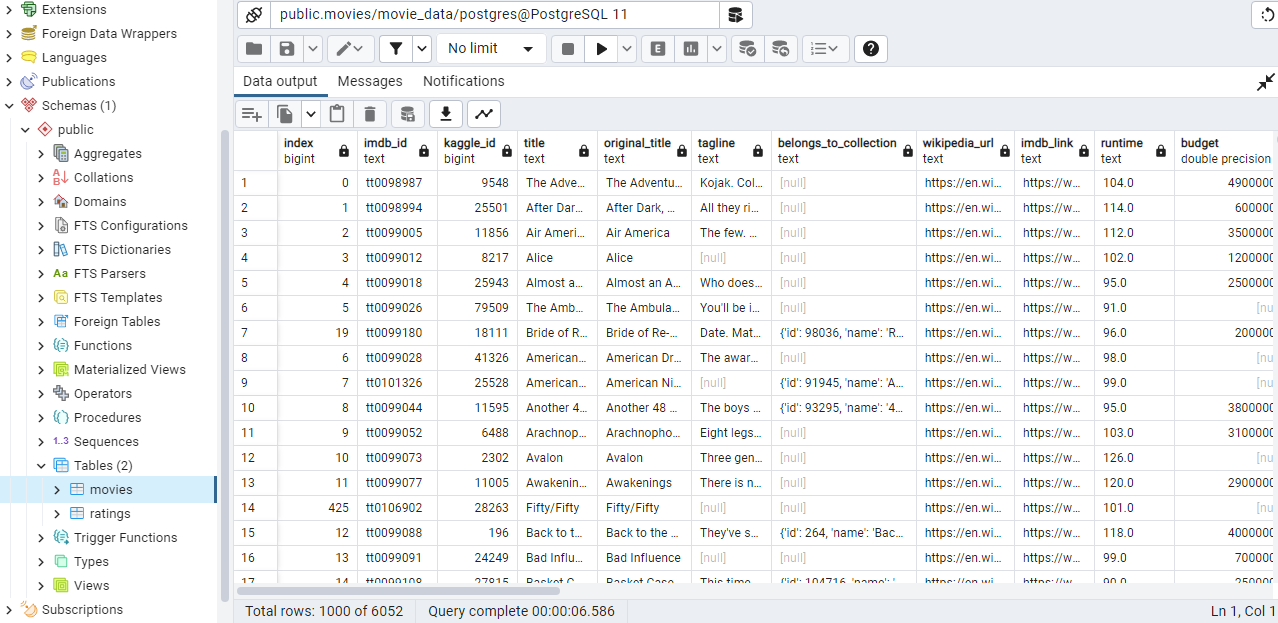 Extensions
Foreign Data Wrappers
Languages
Publications
Schemas (1)
public
Aggregates
Collations
Domains
FTS Configurations
FTS Dictionaries
Aa FTS Parsers
FTS Templates
Foreign Tables
Functions
Materialized Views
Operators
Procedures
1..3 Sequences
Tables (2)
movies
ratings
Trigger Functions
Types
Views
Subscriptions
public.movies/movie_data/postgres@PostgreSQL 11
No limit
E
Data output Messages Notifications
index imdb_id kaggle_id title original_title tagline belongs_to_collection wikipedia_url imdb_link runtime budget
bigint text bigint text text text text text text text double precision
1 0 tt0098987 9548 The Adve... The Adventu... Kojak. Col... [null] https://en.wi... https://w... 104.0 4900000
2 1 tt0098994 25501 After Dar... After Dark, ... All they ri... [null] https://en.wi... https://w... 114.0 600000
3 2 tt0099005 11856 Air Ameri... Air America The few. ... [null] https://en.wi... https://w... 112.0 3500000
4 3 tt0099012 8217 Alice Alice [null] [null] https://en.wi... https://w... 102.0 1200000
5 4 tt0099018 25943 Almost a... Almost an A... Who does... [null] https://en.wi... https://w... 95.0 2500000
6 5 tt0099026 79509 The Amb... The Ambula... You'll be i... [null] https://en.wi... https://w... 91.0 [nu
7 19 tt0099180 18111 Bride of R... Bride of Re-... Date. Mat... {'id': 98036, 'name': 'R... https://en.wi... https://w... 96.0 200000
8 6 tt0099028 41326 American... American Dr... The awar... [null] https://en.wi... https://w... 98.0 [nu
9 7 tt0101326 25528 American... American Ni... [null] {'id': 91945, 'name': 'A... https://en.wi... https://w... 99.0 [nu
10 8 tt0099044 11595 Another 4... Another 48 ... The boys ... {'id': 93295, 'name': '4... https://en.wi... https://w... 95.0 3800000
11 9 tt0099052 6488 Arachnop... Arachnopho... Eight legs... [null] https://en.wi... https://w... 103.0 3100000
12 10 tt0099073 2302 Avalon Avalon Three gen... [null] https://en.wi... https://w... 126.0 [nu
13 11 tt0099077 11005 Awakenin... Awakenings There is n... [null] https://en.wi... https://w... 120.0 2900000
14 425 tt0106902 28263 Fifty/Fifty Fifty/Fifty [null] [null] https://en.wi... https://w... 101.0 [nu
15 12 tt0099088 196 Back to t... Back to the ... They've s... {'id': 264, 'name': 'Bac... https://en.wi... https://w... 118.0 4000000
16 13 tt0099091 24249 Bad Influ... Bad Influence [null] [null] https://en.wi... https://w... 99.0 700000
17 14 tt0099108 27815 Basket C... Basket Case... This time... {'id': 104716, 'name': '... https://en.wi... https://w... 90.0 250000
Total rows: 1000 of 6052 Query complete 00:00:06.586 Ln 1, Col 1